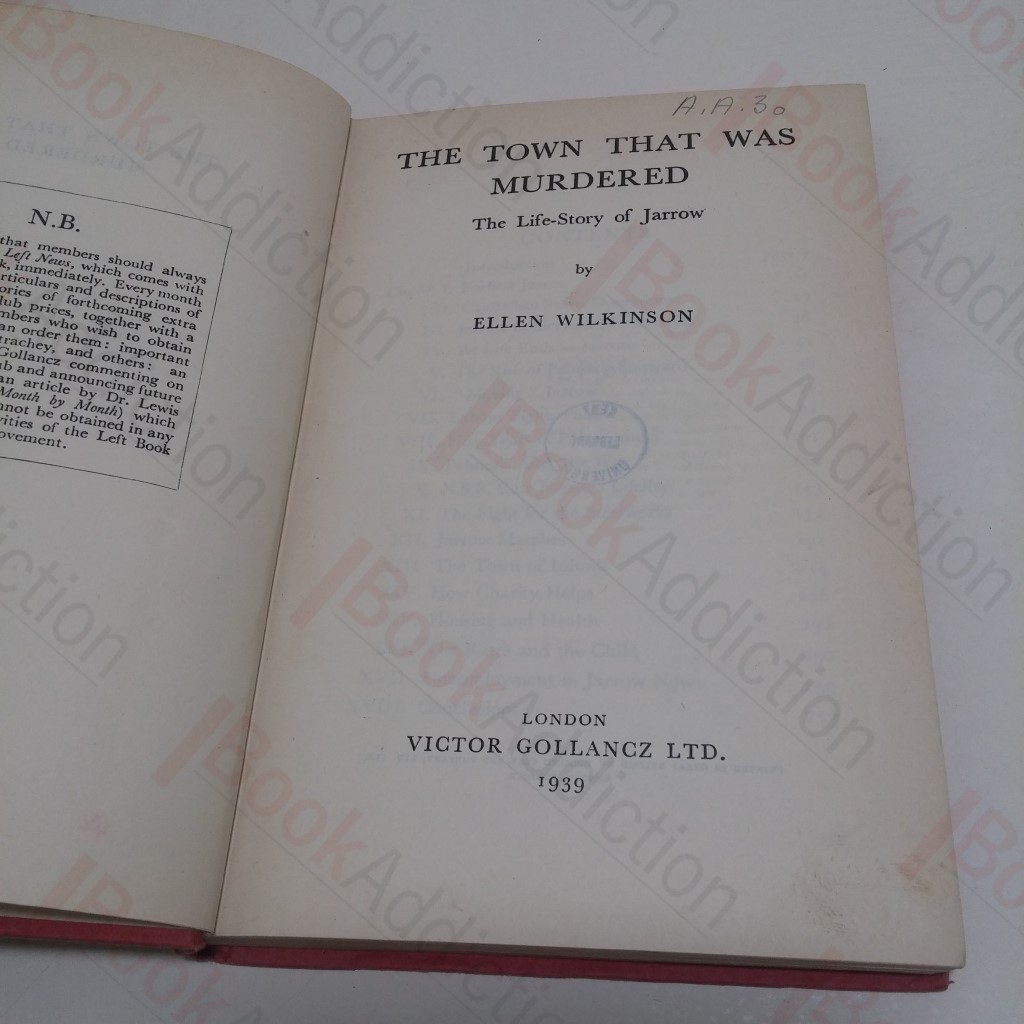 N.B.
that members should always
Left News, which comes with
k, immediately. Every month
rticulars and descriptions of
ories of forthcoming extra
lub prices, together with a
mbers who wish to obtain
an order them: important
trachey, and others: an
Gollancz commenting on
ub and announcing future
an article by Dr. Lewis
Month by Month) which
nnot be obtained in any
vities of the Left Book
ovement.
A.A.30
THE TOWN THAT WAS
MURDERED
The Life-Story of Jarrow
by
ELLEN WILKINSON
LONDON
VICTOR GOLLANCZ LTD.
1939
BookAddiction